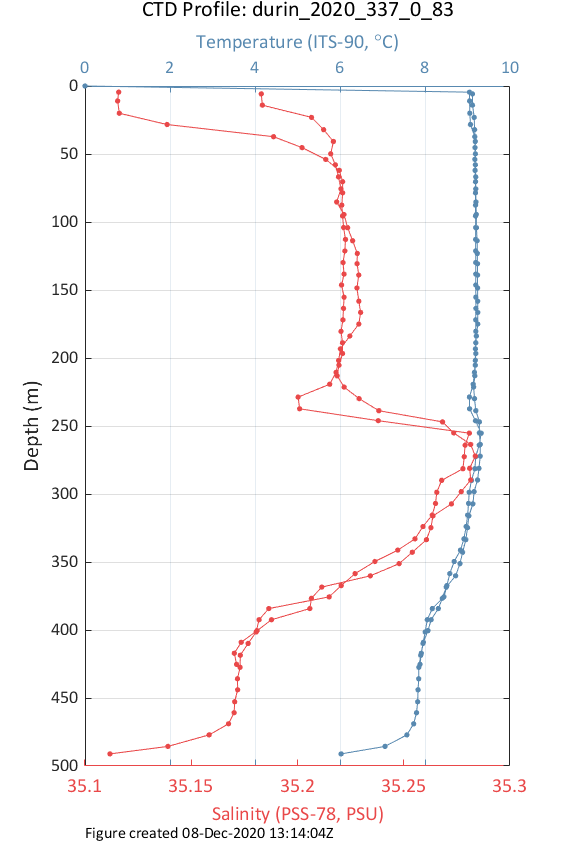 CTD Profile: durin_2020_337_0_83
Temperature (ITS-90, °C)
0 2 4 6 8 10
0
50
100
150
200
250
300
350
400
450
500
Depth (m)
35.1 35.15 35.2 35.25 35.3
Salinity (PSS-78, PSU)
Figure created 08-Dec-2020 13:14:04Z